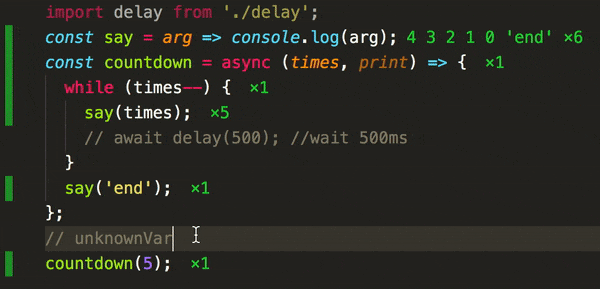 import delay from './delay';
const say = arg => console.log(arg); 4 3 2 1 0 'end' ×6
const countdown = async (times, print) => { ×1
while (times--) { ×1
say(times); ×5
// await delay(500); //wait 500ms
}
say('end'); ×1
};
// unknownVar
countdown(5); ×1